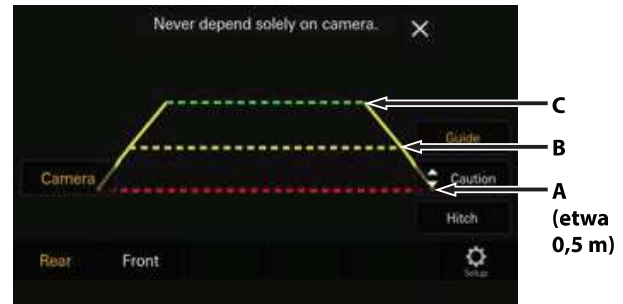 Never depend solely on camera.
C
Guide
B
Camera
Caution
A
(etwa
0,5 m)
Hitch
Rear
Front
Setup